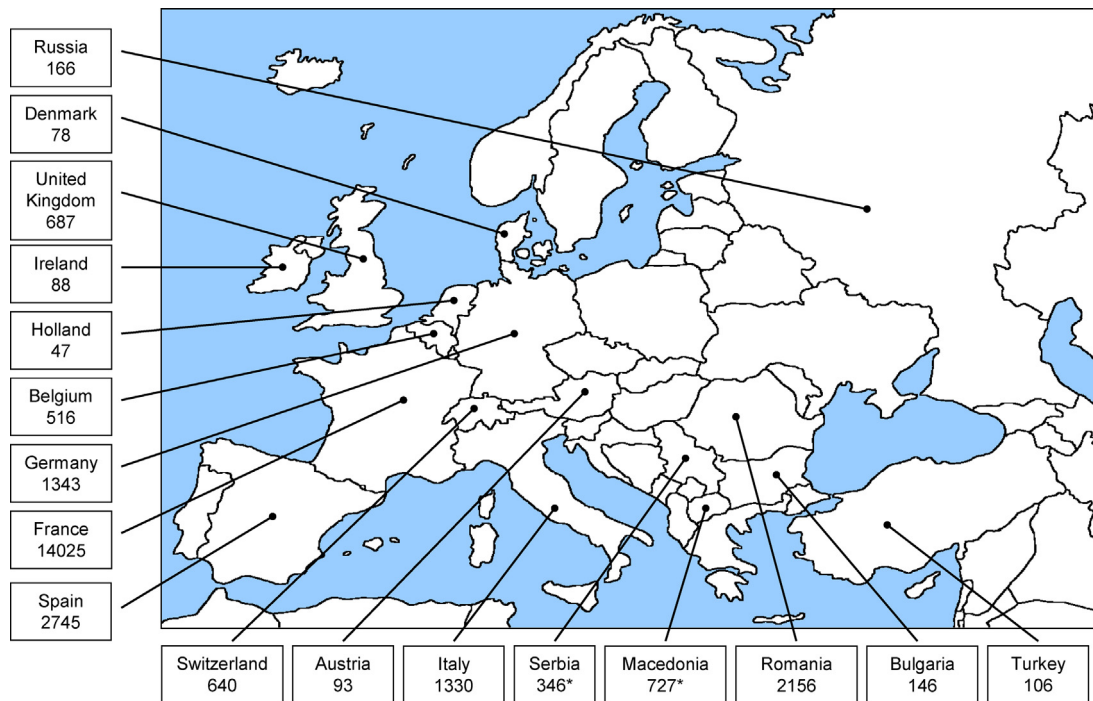 Russia
166
Denmark
78
United
Kingdom
687
Ireland
88
Holland
47
Belgium
516
Germany
1343
France
14025
Spain
2745
Switzerland
640
Austria
93
Italy
1330
Serbia
346*
Macedonia
727*
Romania
2156
Bulgaria
146
Turkey
106